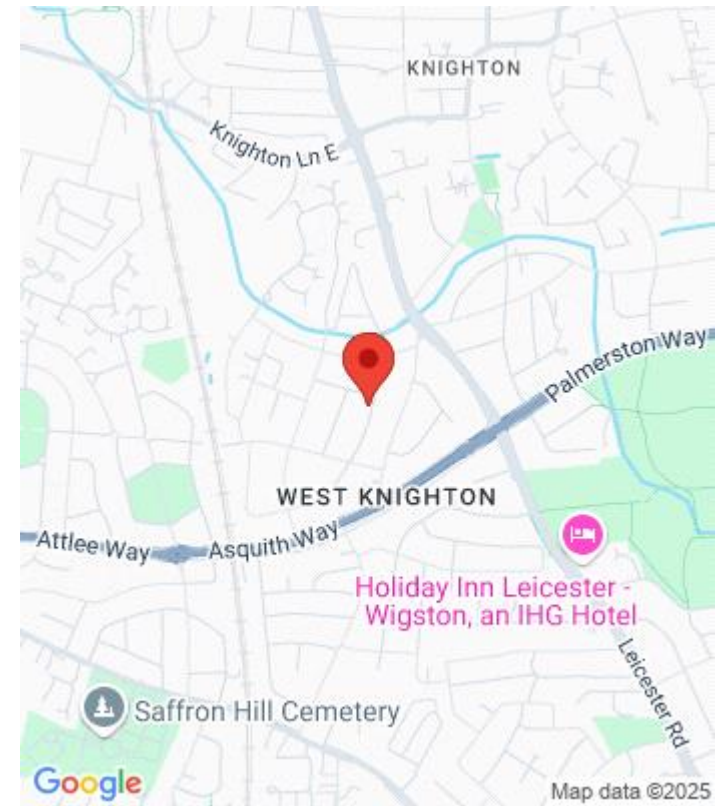 KNIGHTON
Knighton Ln E
Palmerston Way
WEST KNIGHTON
Attlee Way
Asquith Way
Holiday Inn Leicester -
Wigston, an IHG Hotel
Leicester Rd
Saffron Hill Cemetery
Google
Map data ©2025